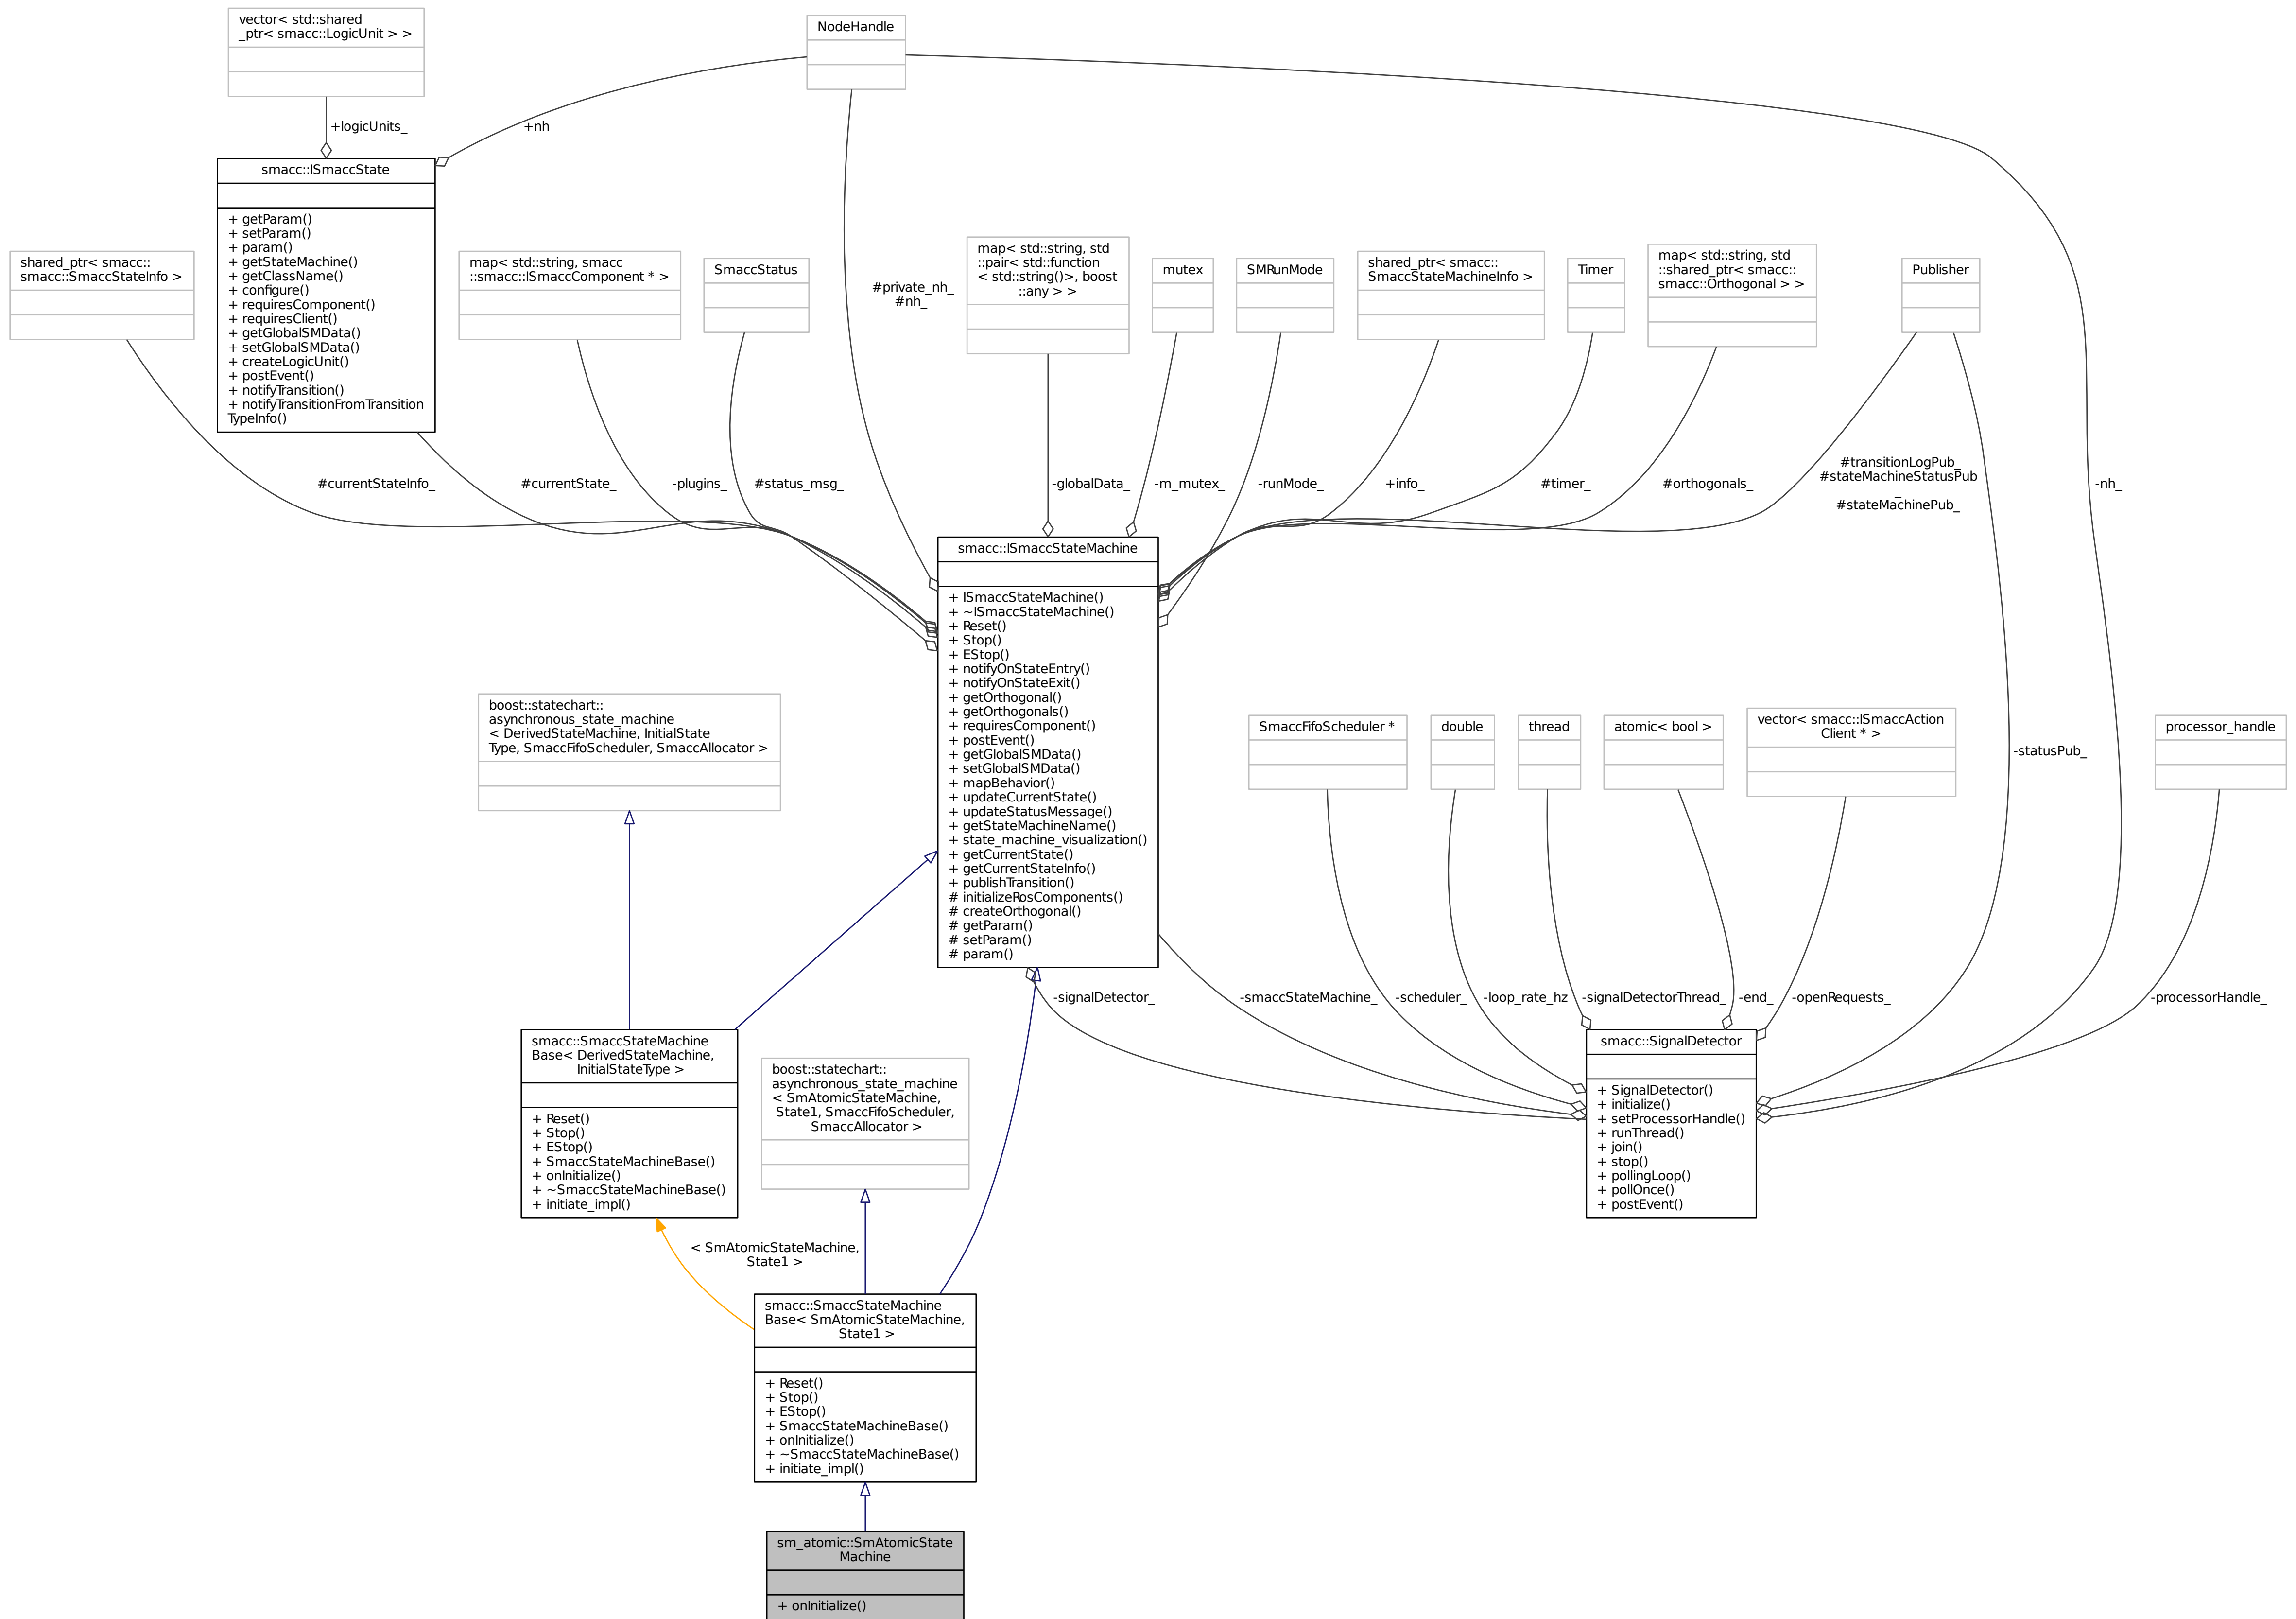 vector< std::shared
_ptr< smacc::LogicUnit > >
NodeHandle
+logicUnits_
+nh
smacc::ISmaccState
+ getParam()
+ setParam()
+ param()
+ getStateMachine()
+ getClassName()
+ configure()
+ requiresComponent()
+ requiresClient()
+ getGlobalSMData()
+ setGlobalSMData()
+ createLogicUnit()
+ postEvent()
+ notifyTransition()
+ notifyTransitionFromTransition
TypeInfo()
shared_ptr< smacc::
smacc::SmaccStateInfo >
map< std::string, smacc
::smacc::ISmaccComponent * >
SmaccStatus
#private_nh_
#nh_
map< std::string, std
::pair< std::function
< std::string()>, boost
::any > >
mutex
SMRunMode
shared_ptr< smacc::
SmaccStateMachineInfo >
Timer
map< std::string, std
::shared_ptr< smacc::
smacc::Orthogonal > >
Publisher
#currentStateInfo_
#currentState_
-plugins_
#status_msg_
-globalData_
-m_mutex_
-runMode_
+info_
#timer_
#orthogonals_
#transitionLogPub_
#stateMachineStatusPub
_
#stateMachinePub_
-nh_
smacc::ISmaccStateMachine
+ ISmaccStateMachine()
+ ~ISmaccStateMachine()
+ Reset()
+ Stop()
+ EStop()
+ notifyOnStateEntry()
+ notifyOnStateExit()
+ getOrthogonal()
+ getOrthogonals()
+ requiresComponent()
+ postEvent()
+ getGlobalSMData()
+ setGlobalSMData()
+ mapBehavior()
+ updateCurrentState()
+ updateStatusMessage()
+ getStateMachineName()
+ state_machine_visualization()
+ getCurrentState()
+ getCurrentStateInfo()
+ publishTransition()
# initializeRosComponents()
# createOrthogonal()
# getParam()
# setParam()
# param()
boost::statechart::
asynchronous_state_machine
< DerivedStateMachine, InitialState
Type, SmaccFifoScheduler, SmaccAllocator >
SmaccFifoScheduler *
double
thread
atomic< bool >
vector< smacc::ISmaccAction
Client * >
-statusPub_
processor_handle
-signalDetector_
-smaccStateMachine_
-scheduler_
-loop_rate_hz
-signalDetectorThread_
-end_
-openRequests_
-processorHandle_
smacc::SmaccStateMachine
Base< DerivedStateMachine,
InitialStateType >
+ Reset()
+ Stop()
+ EStop()
+ SmaccStateMachineBase()
+ onInitialize()
+ ~SmaccStateMachineBase()
+ initiate_impl()
boost::statechart::
asynchronous_state_machine
< SmAtomicStateMachine,
State1, SmaccFifoScheduler,
SmaccAllocator >
smacc::SignalDetector
+ SignalDetector()
+ initialize()
+ setProcessorHandle()
+ runThread()
+ join()
+ stop()
+ pollingLoop()
+ pollOnce()
+ postEvent()
< SmAtomicStateMachine,
State1 >
smacc::SmaccStateMachine
Base< SmAtomicStateMachine,
State1 >
+ Reset()
+ Stop()
+ EStop()
+ SmaccStateMachineBase()
+ onInitialize()
+ ~SmaccStateMachineBase()
+ initiate_impl()
sm_atomic::SmAtomicState
Machine
+ onInitialize()